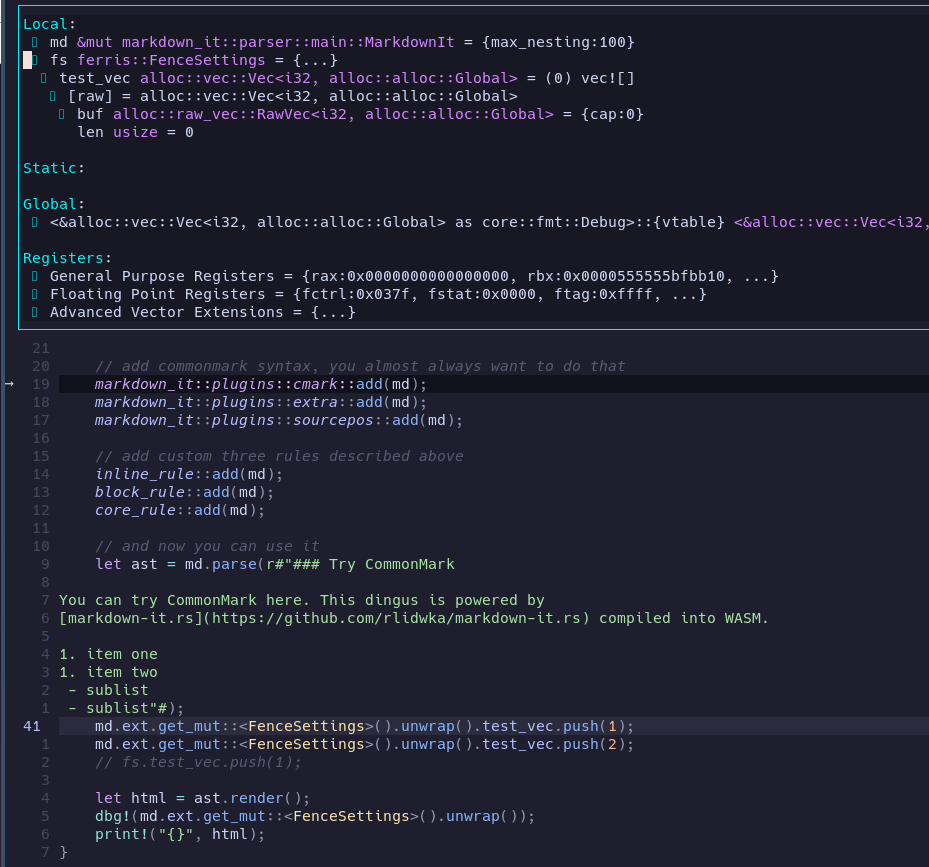 Local:
md &mut markdown_it::parser::main::MarkdownIt = {max_nesting:100}
fs ferris::FenceSettings = {...}
test_vec alloc::vec::Vec<i32, alloc::alloc::Global> = (0) vec![]
[raw] = alloc::vec::Vec<i32, alloc::alloc::Global>
buf alloc::raw_vec::RawVec<i32, alloc::alloc::Global> = {cap:0}
len usize = 0
Static:
Global:
<&alloc::vec::Vec<i32, alloc::alloc::Global> as core::fmt::Debug>::{vtable} <&alloc::vec::Vec<i32,
Registers:
General Purpose Registers = {rax:0x0000000000000000, rbx:0x0000555555bfbb10, ...}
Floating Point Registers = {fctrl:0x037f, fstat:0x0000, ftag:0xffff, ...}
Advanced Vector Extensions = {...}
21
20     // add commonmark syntax, you almost always want to do that
→ 19     markdown_it::plugins::cmark::add(md);
18     markdown_it::plugins::extra::add(md);
17     markdown_it::plugins::sourcepos::add(md);
16
15     // add custom three rules described above
14     inline_rule::add(md);
13     block_rule::add(md);
12     core_rule::add(md);
11
10     // and now you can use it
9     let ast = md.parse(r#"### Try CommonMark
8
7 You can try CommonMark here. This dingus is powered by
6 [markdown-it.rs](https://github.com/rlidwka/markdown-it.rs) compiled into WASM.
5
4 1. item one
3 1. item two
2  - sublist
1  - sublist"#);
41     md.ext.get_mut::<FenceSettings>().unwrap().test_vec.push(1);
1     md.ext.get_mut::<FenceSettings>().unwrap().test_vec.push(2);
2     // fs.test_vec.push(1);
3
4     let html = ast.render();
5     dbg!(md.ext.get_mut::<FenceSettings>().unwrap());
6     print!("{}", html);
7 }